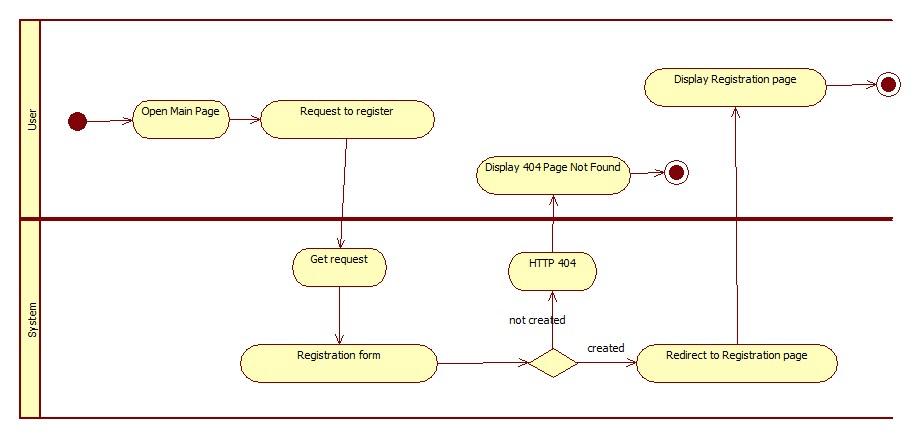 User
Open Main Page
Request to register
Display 404 Page Not Found
Display Registration page
System
Get request
Registration form
not created
HTTP 404
created
Redirect to Registration page